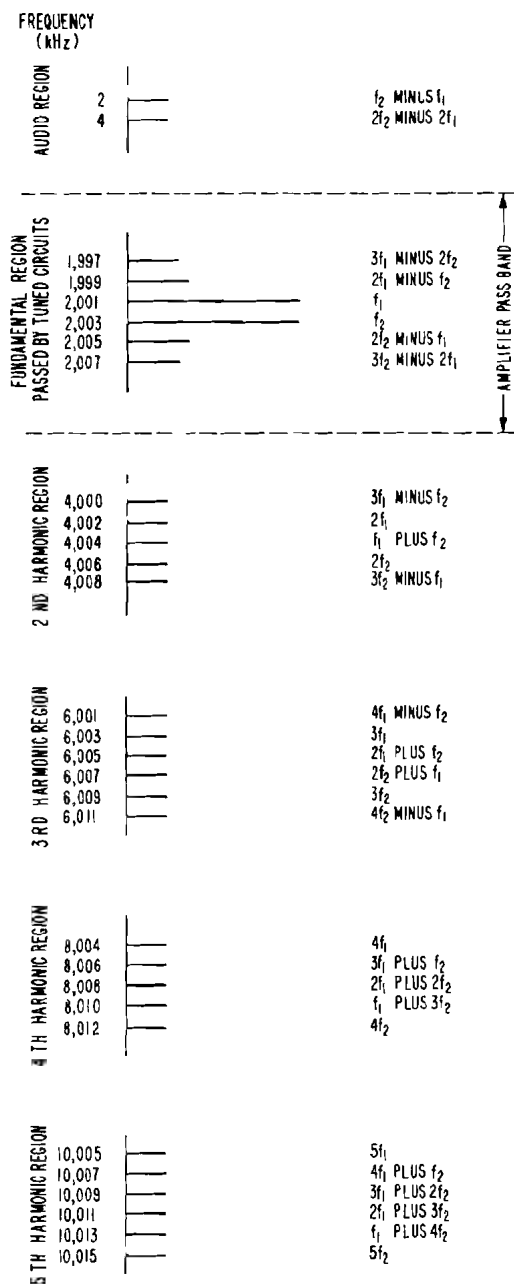 FREQUENCY
(kHz)
AUDIO REGION
2 f₂ MINUS f₁
4 2f₂ MINUS 2f₁
FUNDAMENTAL REGION
PASSED BY TUNED CIRCUITS
1,997 3f₁ MINUS 2f₂
1,999 2f₁ MINUS f₂
2,001 f₁
2,003 f₂
2,005 2f₂ MINUS f₁
2,007 3f₂ MINUS 2f₁
AMPLIFIER PASS BAND
2 ND HARMONIC REGION
4,000 3f₁ MINUS f₂
4,002 2f₁
4,004 f₁ PLUS f₂
4,006 2f₂
4,008 3f₂ MINUS f₁
3 RD HARMONIC REGION
6,001 4f₁ MINUS f₂
6,003 3f₁
6,005 2f₁ PLUS f₂
6,007 2f₂ PLUS f₁
6,009 3f₂
6,011 4f₂ MINUS f₁
4 TH HARMONIC REGION
8,004 4f₁
8,006 3f₁ PLUS f₂
8,008 2f₁ PLUS 2f₂
8,010 f₁ PLUS 3f₂
8,012 4f₂
5 TH HARMONIC REGION
10,005 5f₁
10,007 4f₁ PLUS f₂
10,009 3f₁ PLUS 2f₂
10,011 2f₁ PLUS 3f₂
10,013 f₁ PLUS 4f₂
10,015 5f₂